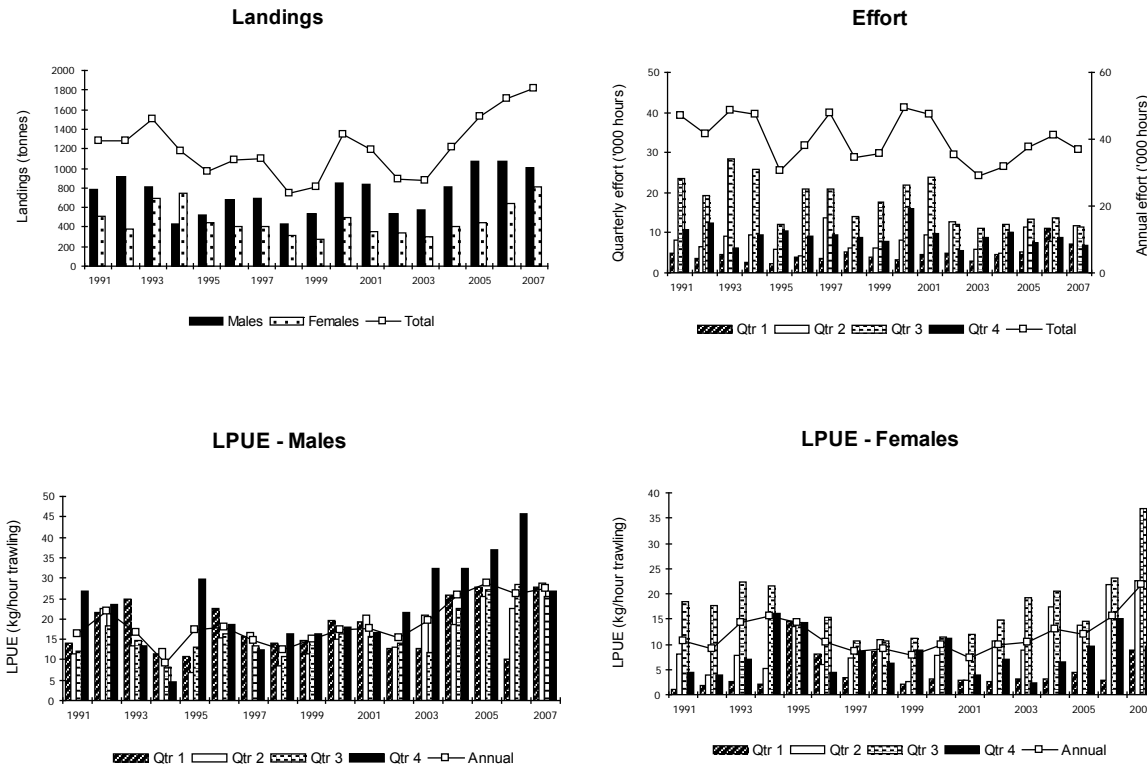 Landings
Landings (tonnes)
2000
1800
1600
1400
1200
1000
800
600
400
200
0
1991 1993 1995 1997 1999 2001 2003 2005 2007
Males Females Total
Effort
Quarterly effort ('000 hours)
50
40
30
20
10
0
60
40
20
0
Annual effort ('000 hours)
1991 1993 1995 1997 1999 2001 2003 2005 2007
Qtr 1 Qtr 2 Qtr 3 Qtr 4 Total
LPUE - Males
LPUE (kg/hour trawling)
50
45
40
35
30
25
20
15
10
5
0
1991 1993 1995 1997 1999 2001 2003 2005 2007
Qtr 1 Qtr 2 Qtr 3 Qtr 4 Annual
LPUE - Females
LPUE (kg/hour trawling)
40
35
30
25
20
15
10
5
0
1991 1993 1995 1997 1999 2001 2003 2005 200
Qtr 1 Qtr 2 Qtr 3 Qtr 4 Annual